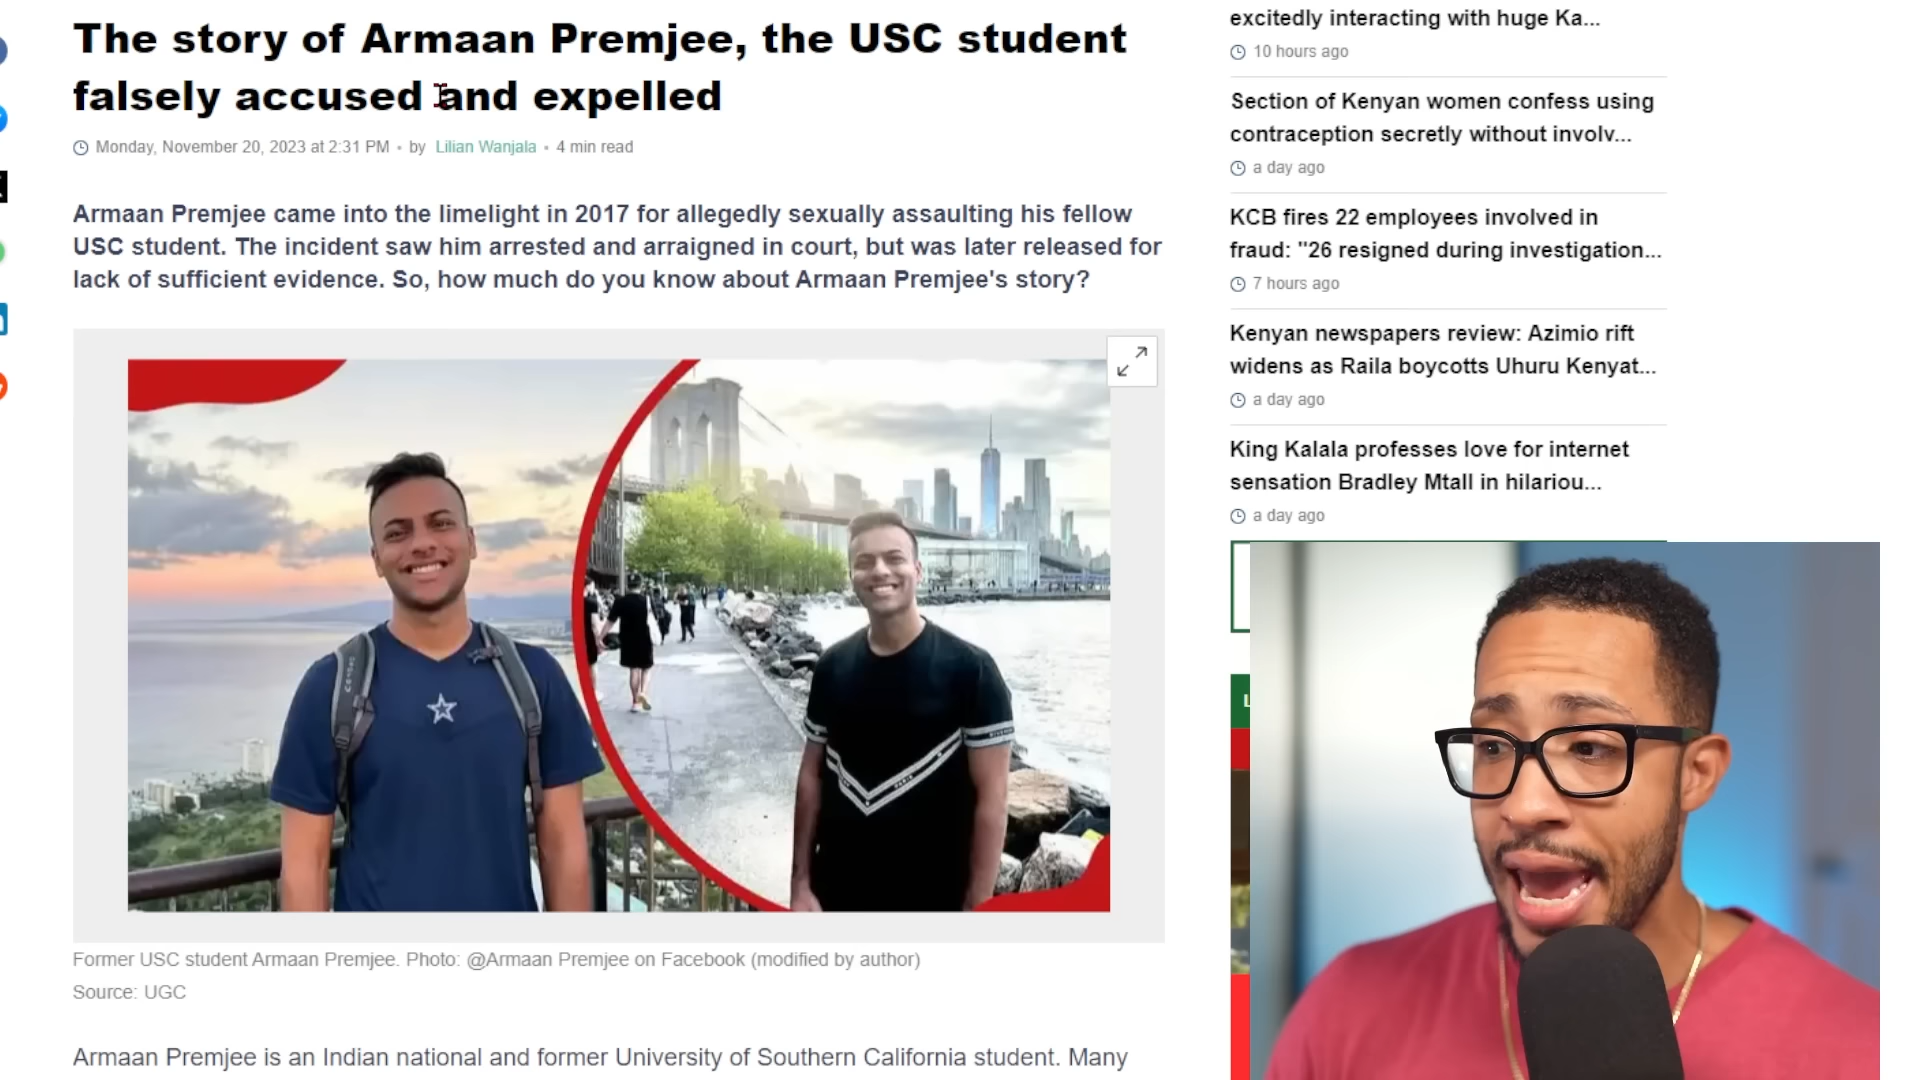 The story of Armaan Premjee, the USC student
falsely accused and expelled
Monday, November 20, 2023 at 2:31 PM • by Lilian Wanjala • 4 min read
Armaan Premjee came into the limelight in 2017 for allegedly sexually assaulting his fellow
USC student. The incident saw him arrested and arraigned in court, but was later released for
lack of sufficient evidence. So, how much do you know about Armaan Premjee's story?
Former USC student Armaan Premjee. Photo: @Armaan Premjee on Facebook (modified by author)
Source: UGC
Armaan Premjee is an Indian national and former University of Southern California student. Many
excitedly interacting with huge Ka...
10 hours ago
Section of Kenyan women confess using
contraception secretly without involv...
a day ago
KCB fires 22 employees involved in
fraud: "26 resigned during investigation...
7 hours ago
Kenyan newspapers review: Azimio rift
widens as Raila boycotts Uhuru Kenyat...
a day ago
King Kalala professes love for internet
sensation Bradley Mtall in hilariou...
a day ago